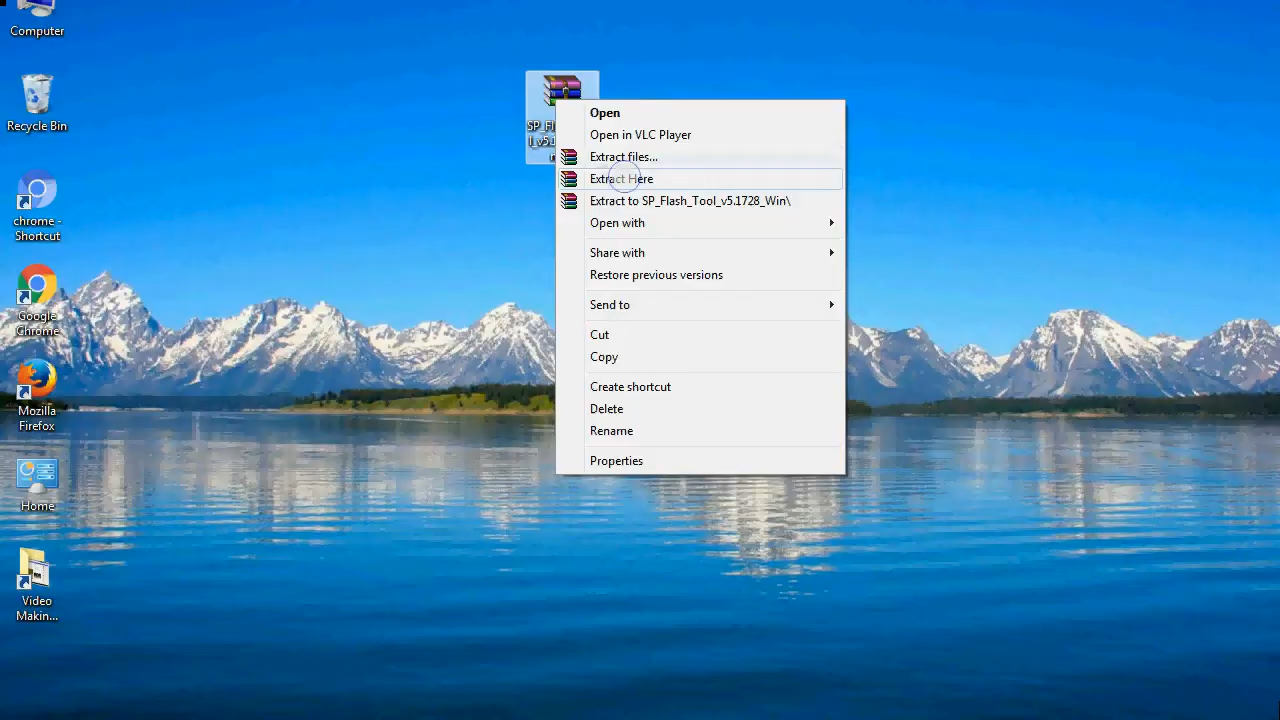 Computer
Recycle Bin
chrome -
Shortcut
Google
Chrome
Mozilla
Firefox
Home
Video
Makin...
SP_Fl
Open
Open in VLC Player
Extract files...
Extract Here
Extract to SP_Flash_Tool_v5.1728_Win\
Open with
Share with
Restore previous versions
Send to
Cut
Copy
Create shortcut
Delete
Rename
Properties